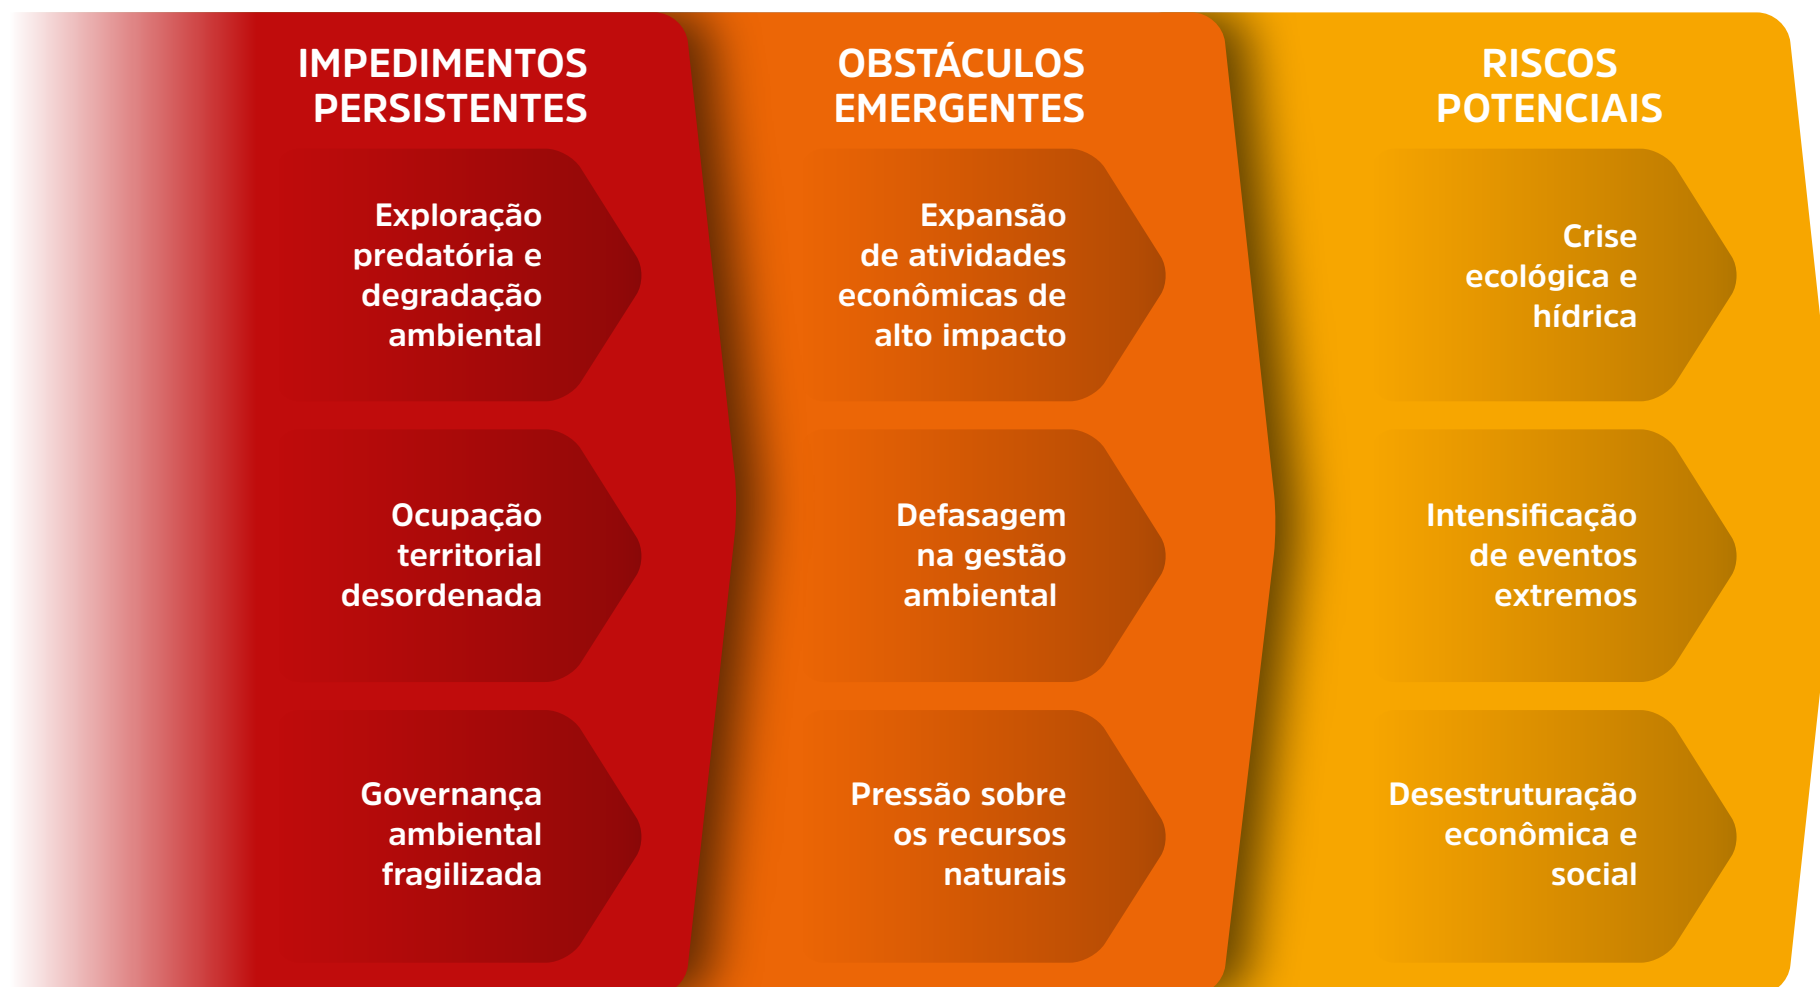 IMPEDIMENTOS
PERSISTENTES
Exploração
predatória e
degradação
ambiental
Ocupação
territorial
desordenada
Governança
ambiental
fragilizada
OBSTÁCULOS
EMERGENTES
Expansão
de atividades
econômicas de
alto impacto
Defasagem
na gestão
ambiental
Pressão sobre
os recursos
naturais
RISCOS
POTENCIAIS
Crise
ecológica e
hídrica
Intensificação
de eventos
extremos
Desestruturação
econômica e
social